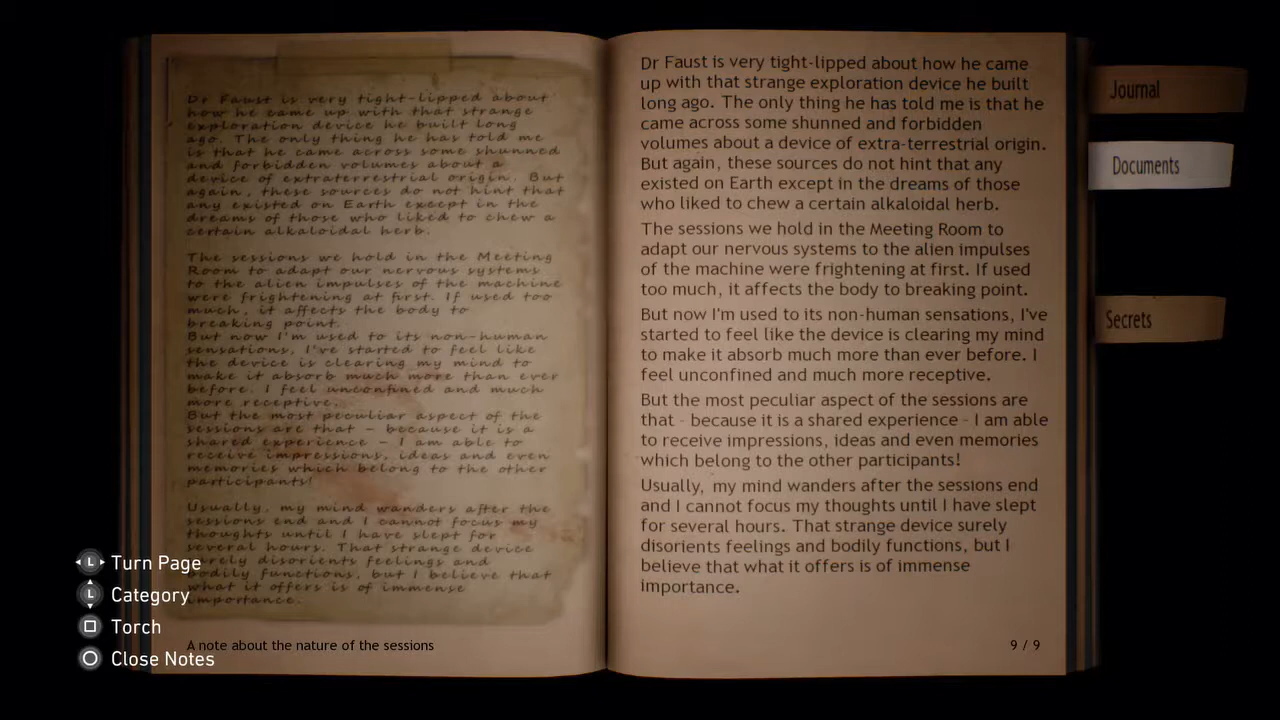 Dr Faust is very tight-lipped about
how he came up with that strange
exploration device he built long
ago. The only thing he has told me
is that he came across some shunned
and forbidden volumes about a
device of extraterrestrial origin. But
again, these sources do not hint that
any existed on Earth except in the
dreams of those who liked to chew a
certain alkaloidal herb.
The sessions we hold in the Meeting
Room to adapt our nervous systems
to the alien impulses of the machine
were frightening at first. If used too
much, it affects the body to
breaking point.
But now I'm used to its non-human
sensations, I've started to feel like
the device is clearing my mind to
make it absorb much more than ever
before. I feel unconfined and much
more receptive.
But the most peculiar aspect of the
sessions are that - because it is a
shared experience - I am able to
receive impressions, ideas and even
memories which belong to the other
participants!
Usually, my mind wanders after the
sessions end and I cannot focus my
thoughts until I have slept for
several hours. That strange device
surely disorients feelings and
bodily functions, but I believe that
what it offers is of immense
importance.
A note about the nature of the sessions
Dr Faust is very tight-lipped about how he came
up with that strange exploration device he built
long ago. The only thing he has told me is that he
came across some shunned and forbidden
volumes about a device of extra-terrestrial origin.
But again, these sources do not hint that any
existed on Earth except in the dreams of those
who liked to chew a certain alkaloidal herb.
The sessions we hold in the Meeting Room to
adapt our nervous systems to the alien impulses
of the machine were frightening at first. If used
too much, it affects the body to breaking point.
But now I'm used to its non-human sensations, I've
started to feel like the device is clearing my mind
to make it absorb much more than ever before. I
feel unconfined and much more receptive.
But the most peculiar aspect of the sessions are
that - because it is a shared experience - I am able
to receive impressions, ideas and even memories
which belong to the other participants!
Usually, my mind wanders after the sessions end
and I cannot focus my thoughts until I have slept
for several hours. That strange device surely
disorients feelings and bodily functions, but I
believe that what it offers is of immense
importance.
9 / 9
Journal
Documents
Secrets
L Turn Page
L Category
Torch
Close Notes